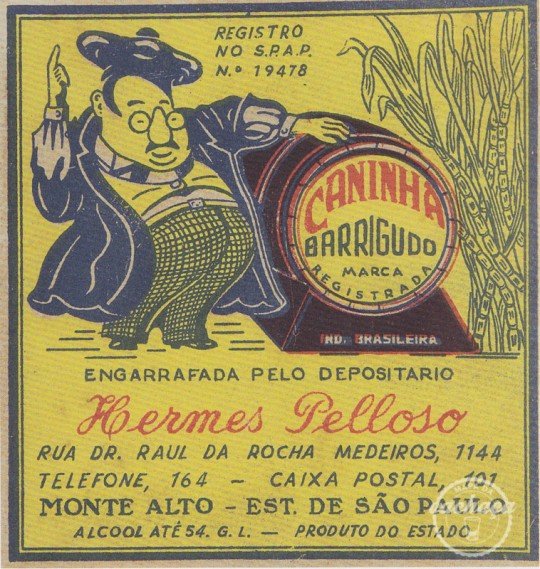 REGISTRO
NO S.P.A.P.
N.º 19478
CANINHA
BARRIGUDO
MARCA
REGISTRADA
IND. BRASILEIRA
ENGARRAFADA PELO DEPOSITARIO
Hermes Pelloso
RUA DR. RAUL DA ROCHA MEDEIROS, 1144
TELEFONE, 164 – CAIXA POSTAL, 101
MONTE ALTO – EST. DE SÃO PAULO
ALCOOL ATÉ 54. G. L. — PRODUTO DO ESTADO